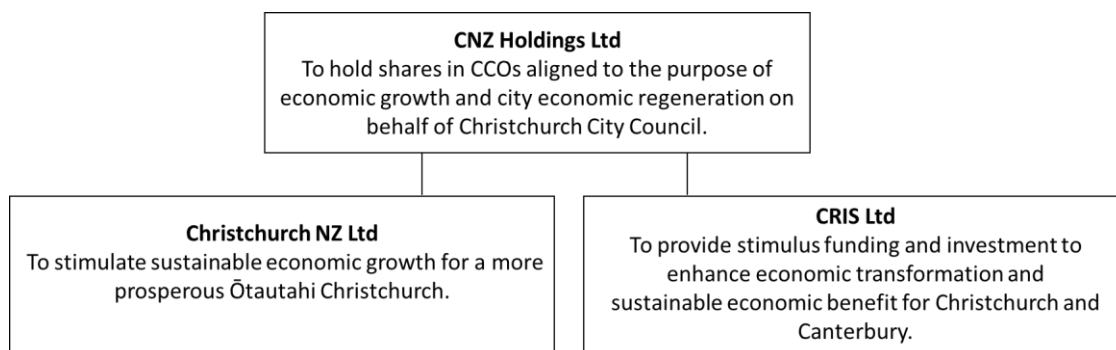 CNZ Holdings Ltd
To hold shares in CCOs aligned to the purpose of
economic growth and city economic regeneration on
behalf of Christchurch City Council.
Christchurch NZ Ltd
To stimulate sustainable economic growth for a more
prosperous Ōtautahi Christchurch.
CRIS Ltd
To provide stimulus funding and investment to
enhance economic transformation and
sustainable economic benefit for Christchurch and
Canterbury.